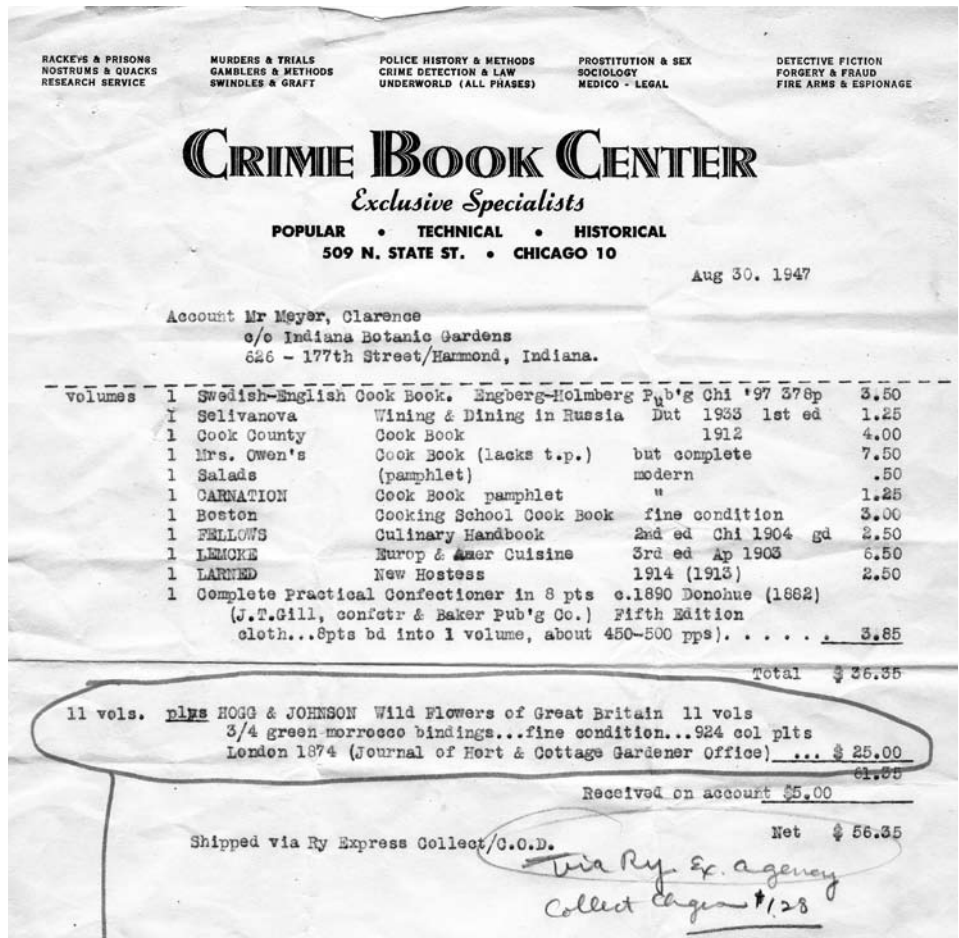 RACKEYS & PRISONS MURDERS & TRIALS POLICE HISTORY & METHODS PROSTITUTION & SEX DETECTIVE FICTION
NOSTRUMS & QUACKS GAMBLERS & METHODS CRIME DETECTION & LAW SOCIOLOGY FORGERY & FRAUD
RESEARCH SERVICE SWINDLES & GRAFT UNDERWORLD (ALL PHASES) MEDICO - LEGAL FIRE ARMS & ESPIONAGE
CRIME BOOK CENTER
Exclusive Specialists
POPULAR • TECHNICAL • HISTORICAL
509 N. STATE ST. • CHICAGO 10
Aug 30. 1947
Account Mr Meyer, Clarence
c/o Indiana Botanic Gardens
626 - 177th Street/Hammond, Indiana.
volumes 1 Swedish-English Cook Book. Engberg-Holmberg Pub'g Chi '97 378p 3.50
1 Selivanova Wining & Dining in Russia Dut 1933 1st ed 1.25
1 Cook County Cook Book 1912 4.00
1 Mrs. Owen's Cook Book (lacks t.p.) but complete 7.50
1 Salads (pamphlet) modern .50
1 CARNATION Cook Book pamphlet " 1.25
1 Boston Cooking School Cook Book fine condition 3.00
1 FELLOWS Culinary Handbook 2nd ed Chi 1904 gd 2.50
1 LEMCKE Europ & Amer Cuisine 3rd ed Ap 1903 6.50
1 LARNED New Hostess 1914 (1913) 2.50
1 Complete Practical Confectioner in 8 pts c.1890 Donohue (1882)
(J.T.Gill, confctr & Baker Pub'g Co.) Fifth Edition
cloth...8pts bd into 1 volume, about 450-500 pps). . . . . . 3.85
Total $ 36.35
11 vols. plus HOGG & JOHNSON Wild Flowers of Great Britain 11 vols
3/4 green morrocco bindings...fine condition...924 col plts
London 1874 (Journal of Hort & Cottage Gardener Office) ... $ 25.00
61.35
Received on account $5.00
Net $ 56.35
Shipped via Ry Express Collect/C.O.D.
via Ry. Ex. agency
Collect Chgs $1.28